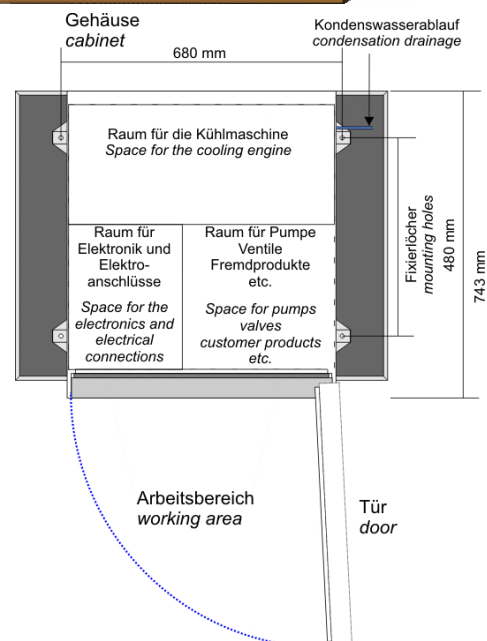 Gehäuse
cabinet
Kondenswasserablauf
condensation drainage
680 mm
Raum für die Kühlmaschine
Space for the cooling engine
Raum für
Elektronik und
Elektro-
anschlüsse
Space for the
electronics and
electrical
connections
Raum für Pumpe
Ventile
Fremdprodukte
etc.
Space for pumps
valves
customer products
etc.
Fixierlöcher
mounting holes
480 mm
743 mm
Arbeitsbereich
working area
Tür
door